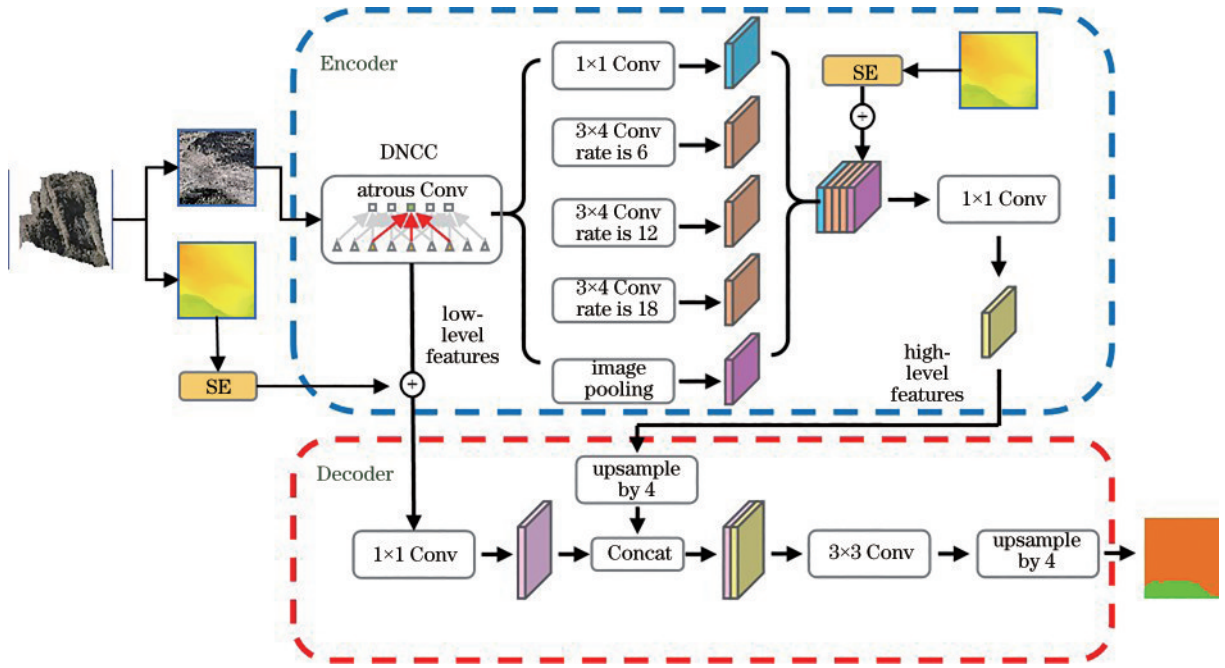 Encoder
1×1 Conv
SE
3×4 Conv
rate is 6
DNCC
atrous Conv
3×4 Conv
rate is 12
1×1 Conv
3×4 Conv
rate is 18
low-
level
features
image
pooling
high-
level
features
SE
Decoder
upsample
by 4
1×1 Conv
Concat
3×3 Conv
upsample
by 4